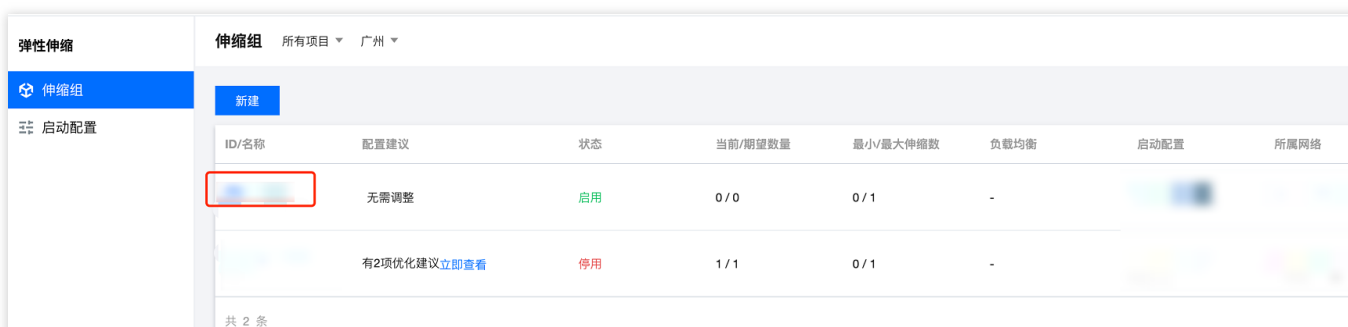 弹性伸缩
伸缩组 所有项目 广州
伸缩组
启动配置
新建
ID/名称 配置建议 状态 当前/期望数量 最小/最大伸缩数 负载均衡 启动配置 所属网络
无需调整 启用 0 / 0 0 / 1 -
有2项优化建议立即查看 停用 1 / 1 0 / 1 -
共 2 条